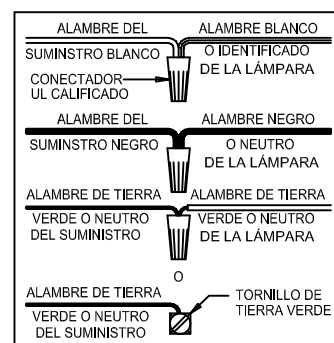 ALAMBRE DEL
SUMINSTRO BLANCO
ALAMBRE BLANCO
O IDENTIFICADO
DE LA LÁMPARA
CONECTADOR
UL CALIFICADO
ALAMBRE DEL
SUMINSTRO NEGRO
ALAMBRE NEGRO
O NEUTRO
DE LA LÁMPARA
ALAMBRE DE TIERRA
VERDE O NEUTRO
DEL SUMINISTRO
ALAMBRE DE TIERRA
VERDE O NEUTRO
DE LA LÁMPARA
O
ALAMBRE DE TIERRA
VERDE O NEUTRO
DEL SUMINISTRO
TORNILLO DE
TIERRA VERDE